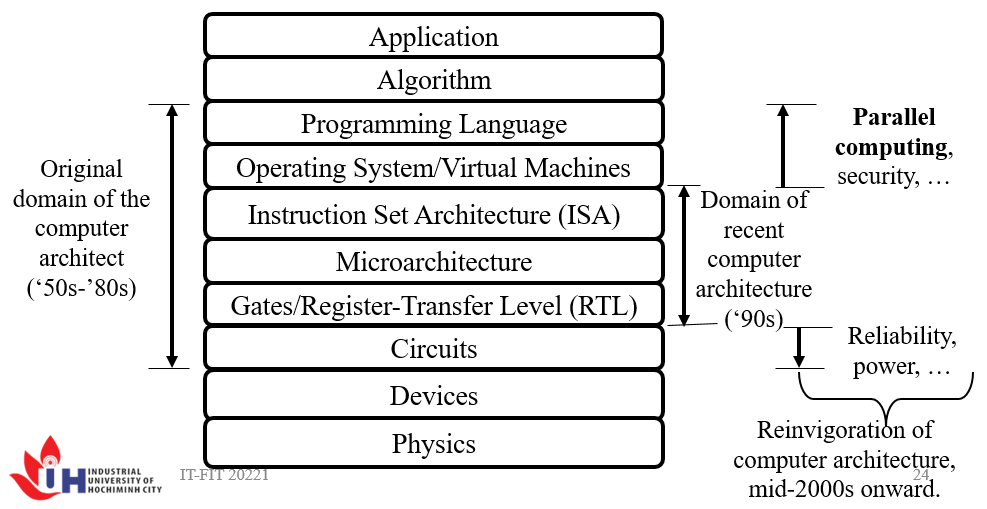 Application
Algorithm
Programming Language
Operating System/Virtual Machines
Instruction Set Architecture (ISA)
Microarchitecture
Gates/Register-Transfer Level (RTL)
Circuits
Devices
Physics
Original
domain of the
computer
architect
(‘50s-’80s)
Domain of
recent
computer
architecture
(‘90s)
Parallel
computing,
security, …
Reliability,
power, …
Reinvigoration of
computer architecture,
mid-2000s onward.
IUH
INDUSTRIAL
UNIVERSITY OF
HOCHIMINH CITY
IT-FIT 20221
24